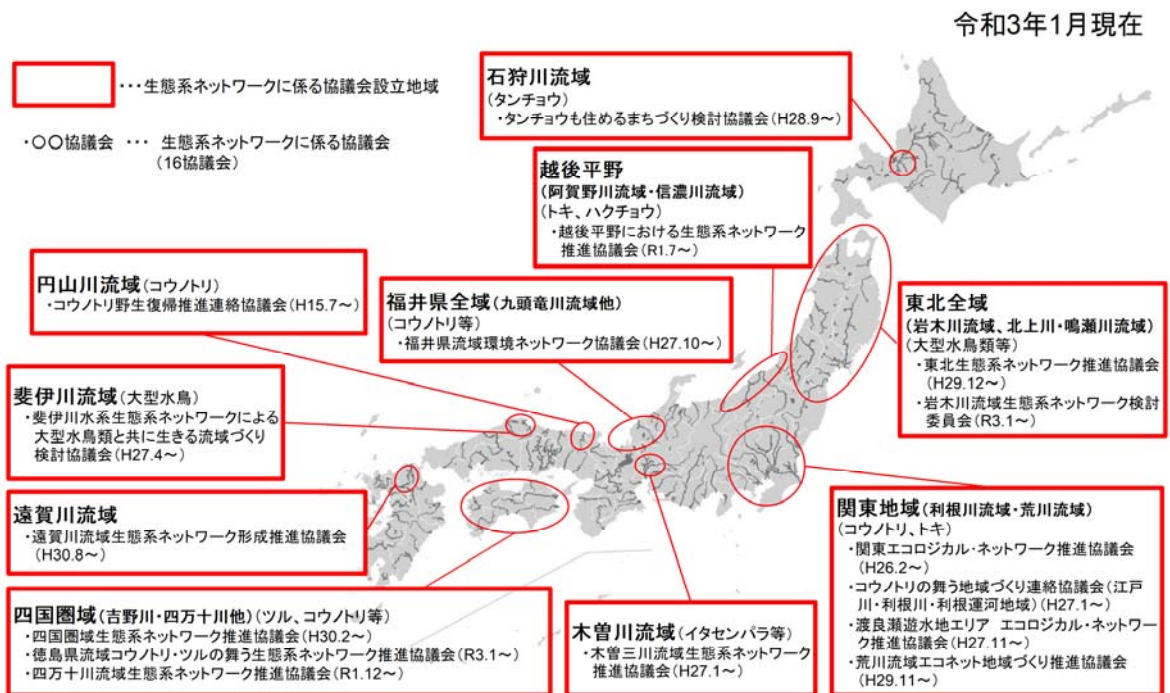 令和3年1月現在
・・・生態系ネットワークに係る協議会設立地域
・〇〇協議会 ・・・ 生態系ネットワークに係る協議会
(16協議会)
石狩川流域
(タンチョウ)
・タンチョウも住めるまちづくり検討協議会(H28.9～)
越後平野
(阿賀野川流域・信濃川流域)
(トキ、ハクチョウ)
・越後平野における生態系ネットワーク
推進協議会(R1.7～)
円山川流域(コウノトリ)
・コウノトリ野生復帰推進連絡協議会(H15.7～)
福井県全域(九頭竜川流域他)
(コウノトリ等)
・福井県流域環境ネットワーク協議会(H27.10～)
東北全域
(岩木川流域、北上川・鳴瀬川流域)
(大型水鳥類等)
・東北生態系ネットワーク推進協議会
(H29.12～)
・岩木川流域生態系ネットワーク検討
委員会(R3.1～)
斐伊川流域(大型水鳥)
・斐伊川水系生態系ネットワークによる
大型水鳥類と共に生きる流域づくり
検討協議会(H27.4～)
遠賀川流域
・遠賀川流域生態系ネットワーク形成推進協議会
(H30.8～)
関東地域(利根川流域・荒川流域)
(コウノトリ、トキ)
・関東エコロジカル・ネットワーク推進協議会
(H26.2～)
・コウノトリの舞う地域づくり連絡協議会(江戸
川・利根川・利根運河地域)(H27.1～)
・渡良瀬遊水地エリア エコロジカル・ネットワー
ク推進協議会(H27.11～)
・荒川流域エコネット地域づくり推進協議会
(H29.11～)
四国圏域(吉野川・四万十川他)(ツル、コウノトリ等)
・四国圏域生態系ネットワーク推進協議会(H30.2～)
・徳島県流域コウノトリ・ツルの舞う生態系ネットワーク推進協議会(R3.1～)
・四万十川流域生態系ネットワーク推進協議会(R1.12～)
木曽川流域(イタセンパラ等)
・木曽三川流域生態系ネットワーク
推進協議会(H27.1～)